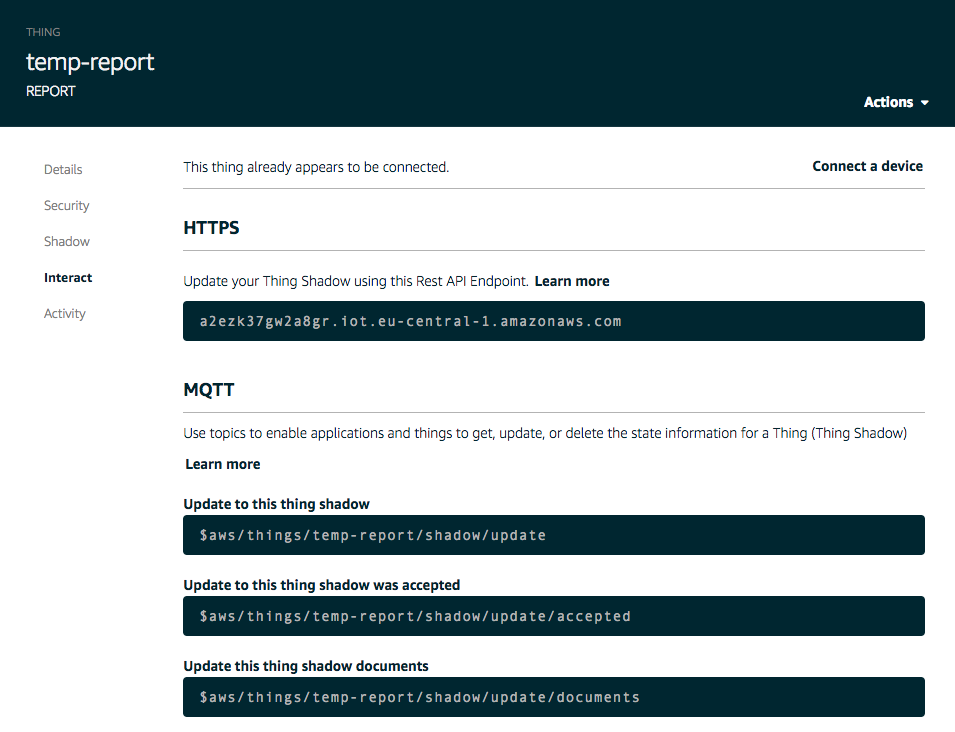 THING
temp-report
REPORT
Actions
Details
Security
Shadow
Interact
Activity
This thing already appears to be connected.
Connect a device
HTTPS
Update your Thing Shadow using this Rest API Endpoint. Learn more
a2ezk37gw2a8gr.iot.eu-central-1.amazonaws.com
MQTT
Use topics to enable applications and things to get, update, or delete the state information for a Thing (Thing Shadow)
Learn more
Update to this thing shadow
$aws/things/temp-report/shadow/update
Update to this thing shadow was accepted
$aws/things/temp-report/shadow/update/accepted
Update this thing shadow documents
$aws/things/temp-report/shadow/update/documents